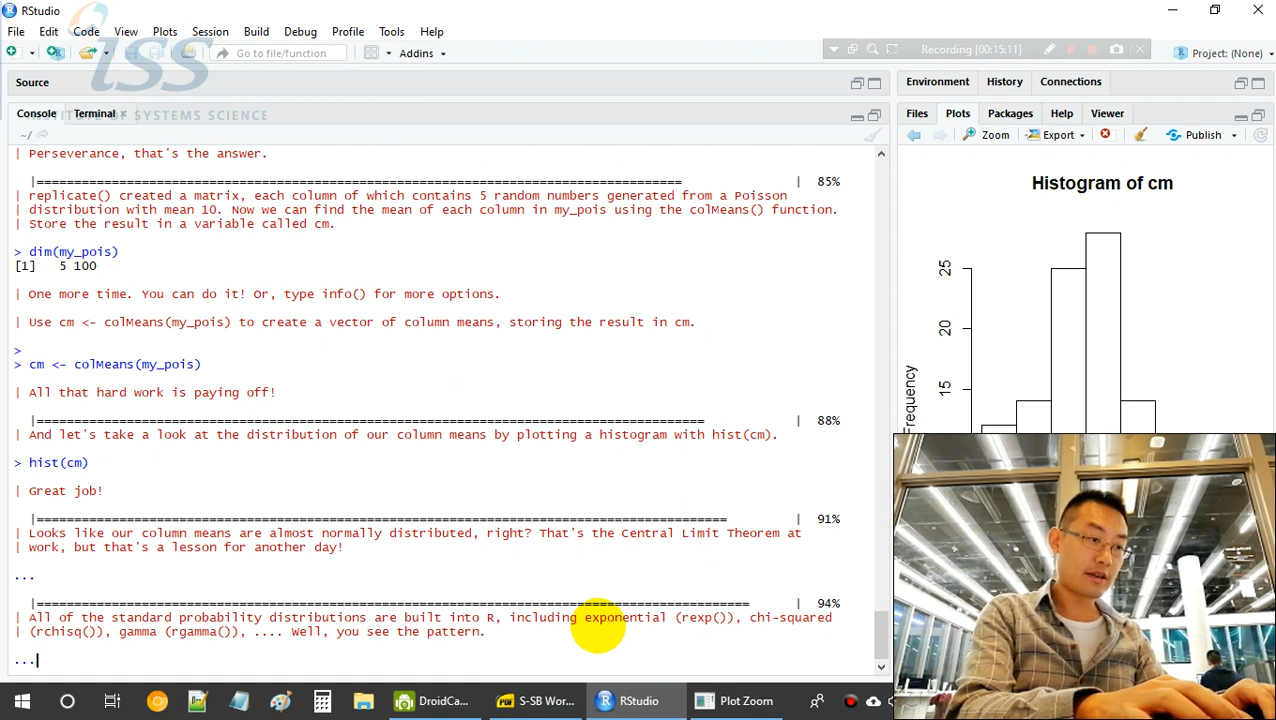 RStudio
File Edit Code View Plots Session Build Debug Profile Tools Help
Go to file/function
Addins
Recording [00:15:11]
Project: (None)
iss
INSTITUTE OF SYSTEMS SCIENCE
Source
Console Terminal ×
~/
| Perseverance, that's the answer.
|======================================================================================= | 85%
| replicate() created a matrix, each column of which contains 5 random numbers generated from a Poisson
| distribution with mean 10. Now we can find the mean of each column in my_pois using the colMeans() function.
| Store the result in a variable called cm.
> dim(my_pois)
[1]   5 100
| One more time. You can do it! Or, type info() for more options.
| Use cm <- colMeans(my_pois) to create a vector of column means, storing the result in cm.
>
> cm <- colMeans(my_pois)
| All that hard work is paying off!
|========================================================================================== | 88%
| And let's take a look at the distribution of our column means by plotting a histogram with hist(cm).
> hist(cm)
| Great job!
|============================================================================================= | 91%
| Looks like our column means are almost normally distributed, right? That's the Central Limit Theorem at
| work, but that's a lesson for another day!
...
|================================================================================================ | 94%
| All of the standard probability distributions are built into R, including exponential (rexp()), chi-squared
| (rchisq()), gamma (rgamma()), .... Well, you see the pattern.
...
Environment History Connections
Files Plots Packages Help Viewer
Zoom Export Publish
Histogram of cm
Frequency
25
20
15
DroidCa...
S-SB Wor...
RStudio
Plot Zoom